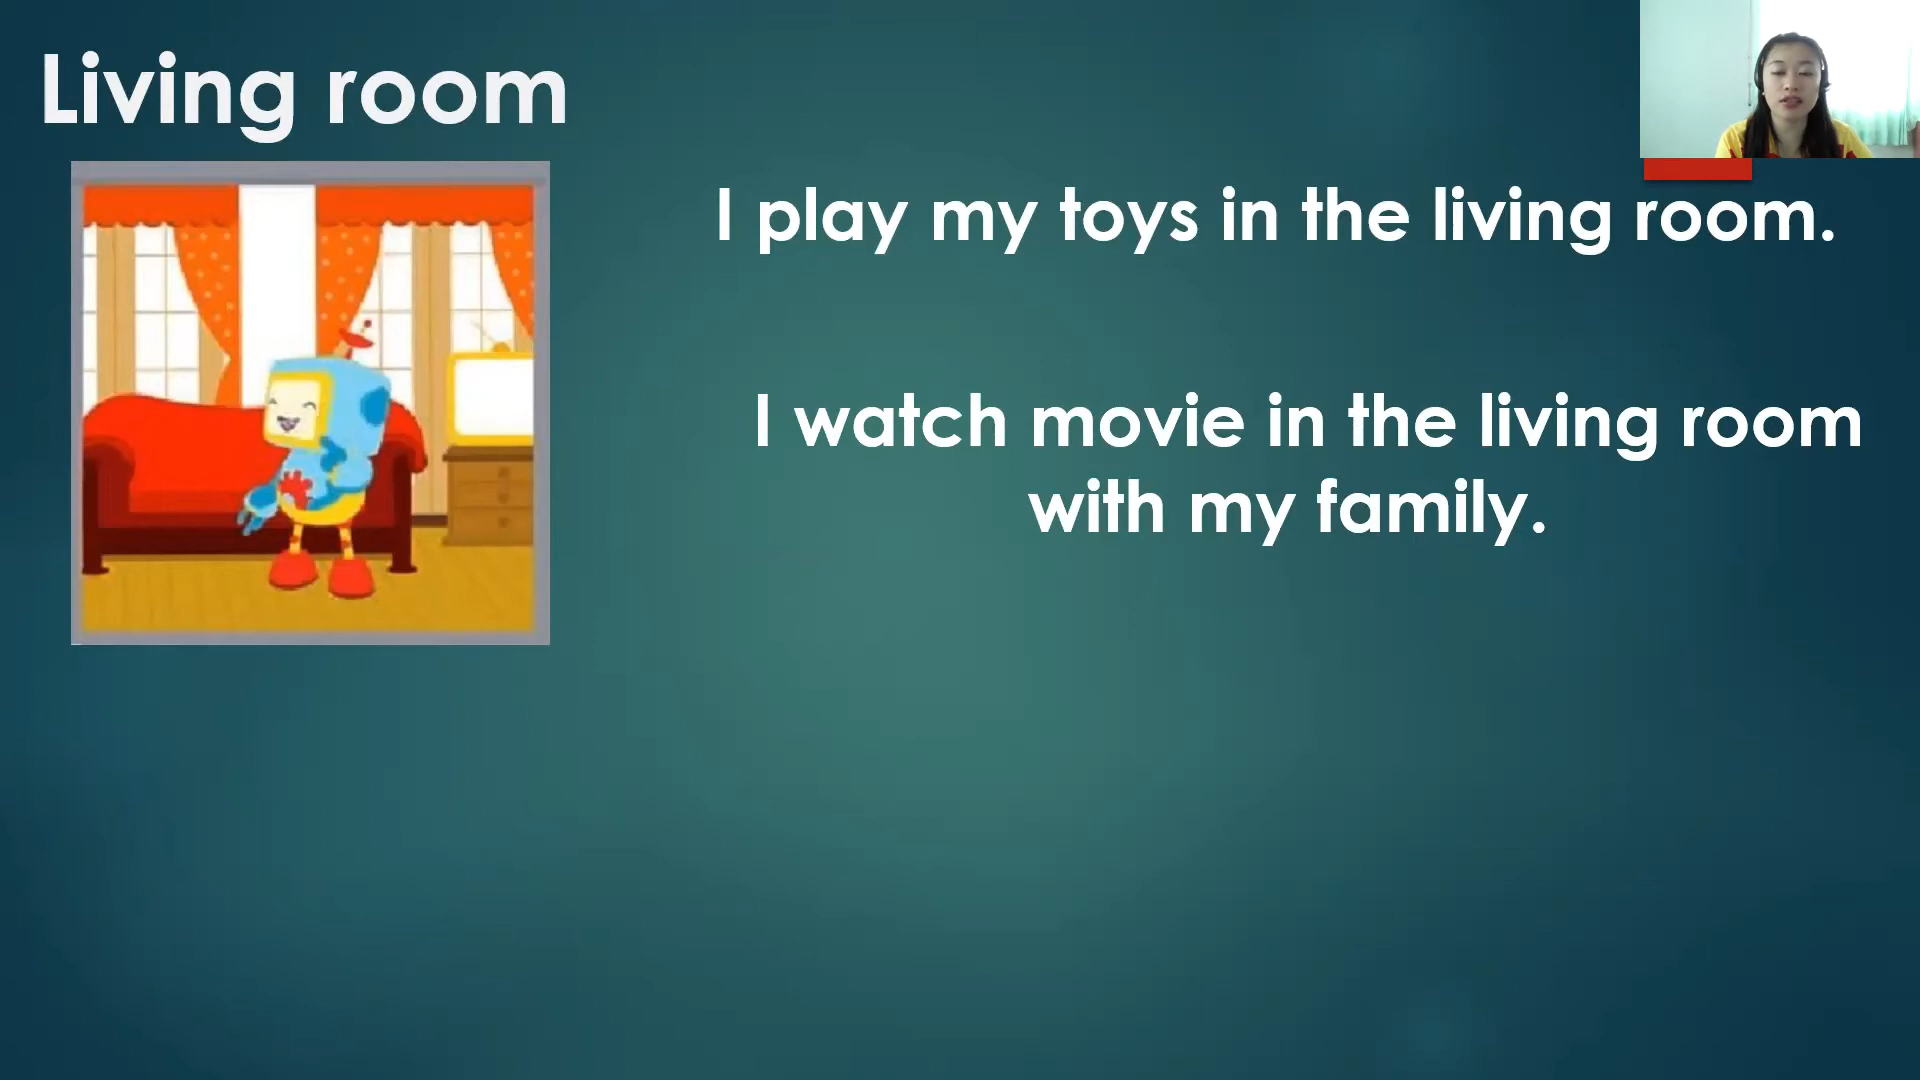 Living room
I play my toys in the living room.
I watch movie in the living room
with my family.